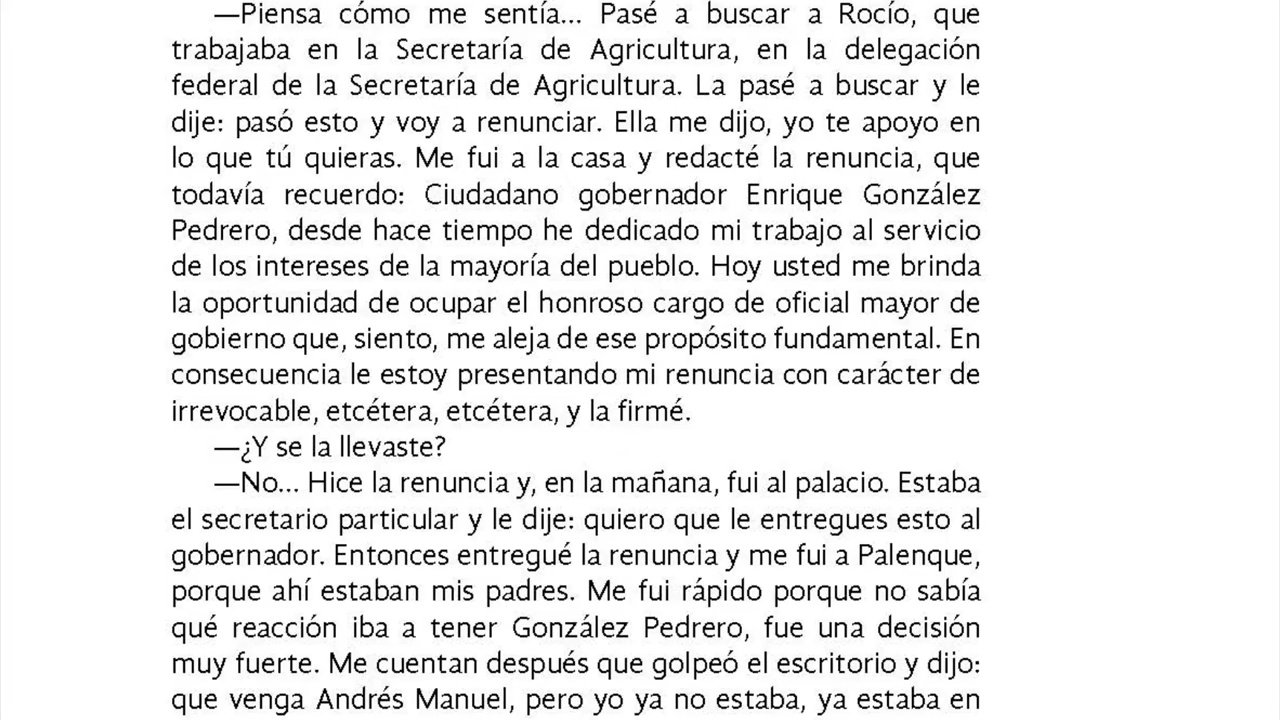 —Piensa cómo me sentía... Pasé a buscar a Rocío, que
trabajaba en la Secretaría de Agricultura, en la delegación
federal de la Secretaría de Agricultura. La pasé a buscar y le
dije: pasó esto y voy a renunciar. Ella me dijo, yo te apoyo en
lo que tú quieras. Me fui a la casa y redacté la renuncia, que
todavía recuerdo: Ciudadano gobernador Enrique González
Pedrero, desde hace tiempo he dedicado mi trabajo al servicio
de los intereses de la mayoría del pueblo. Hoy usted me brinda
la oportunidad de ocupar el honroso cargo de oficial mayor de
gobierno que, siento, me aleja de ese propósito fundamental. En
consecuencia le estoy presentando mi renuncia con carácter de
irrevocable, etcétera, etcétera, y la firmé.
—¿Y se la llevaste?
—No... Hice la renuncia y, en la mañana, fui al palacio. Estaba
el secretario particular y le dije: quiero que le entregues esto al
gobernador. Entonces entregué la renuncia y me fui a Palenque,
porque ahí estaban mis padres. Me fui rápido porque no sabía
qué reacción iba a tener González Pedrero, fue una decisión
muy fuerte. Me cuentan después que golpeó el escritorio y dijo:
que venga Andrés Manuel, pero yo ya no estaba, ya estaba en